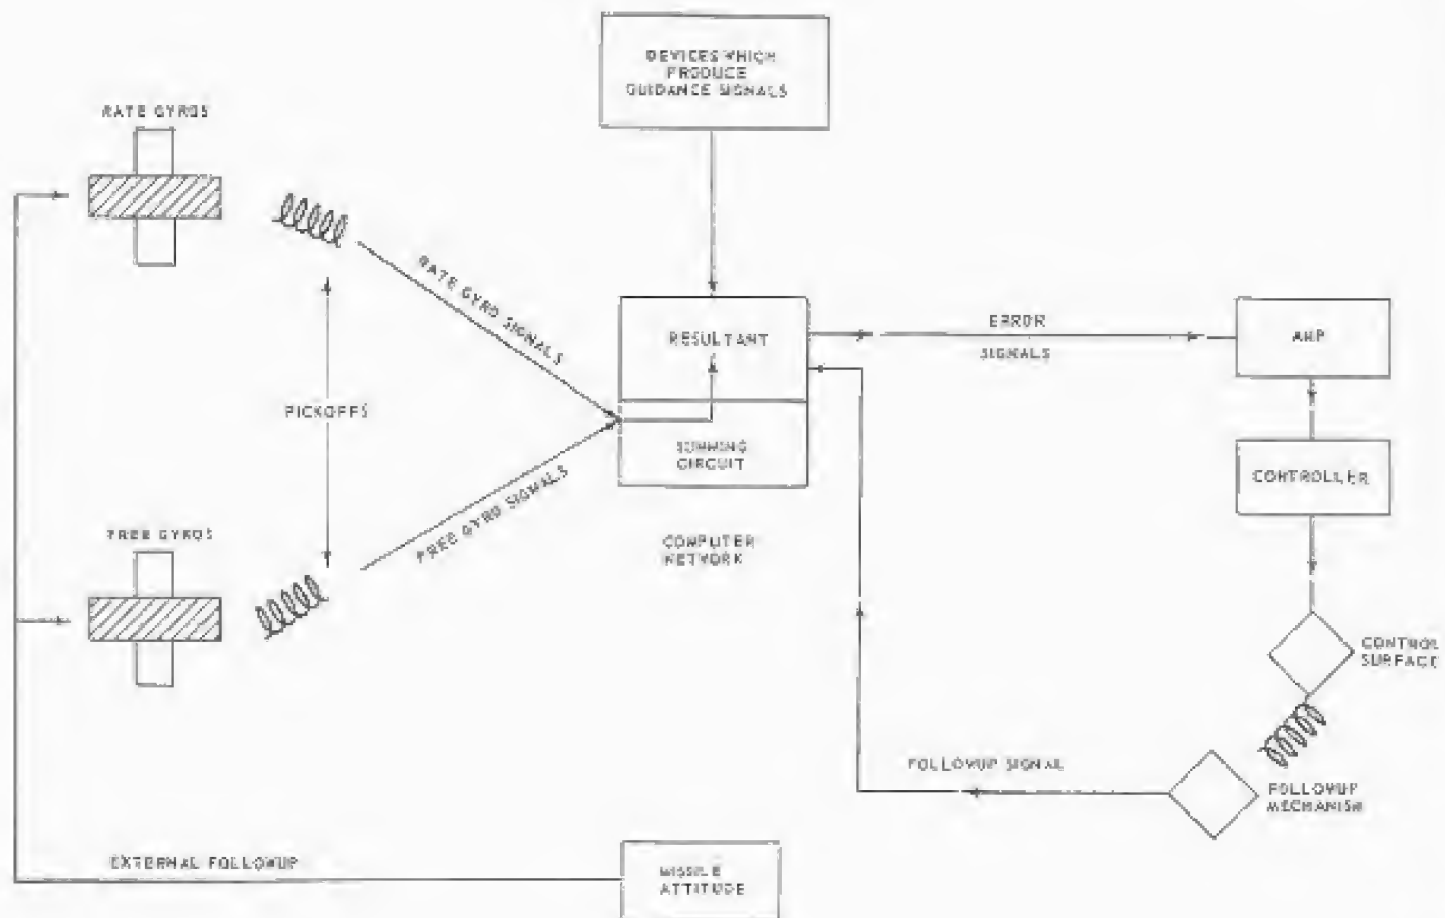 DEVICES WHICH
PRODUCE
GUIDANCE SIGNALS
RATE GYROS
RATE GYRO SIGNALS
RESULTANT
ERROR
SIGNALS
AMP
PICKOFFS
SUMMING
CIRCUIT
CONTROLLER
FREE GYRO SIGNALS
FREE GYROS
COMPUTER
NETWORK
CONTROL
SURFACE
FOLLOWUP SIGNAL
FOLLOWUP
MECHANISM
EXTERNAL FOLLOWUP
MISSILE
ATTITUDE